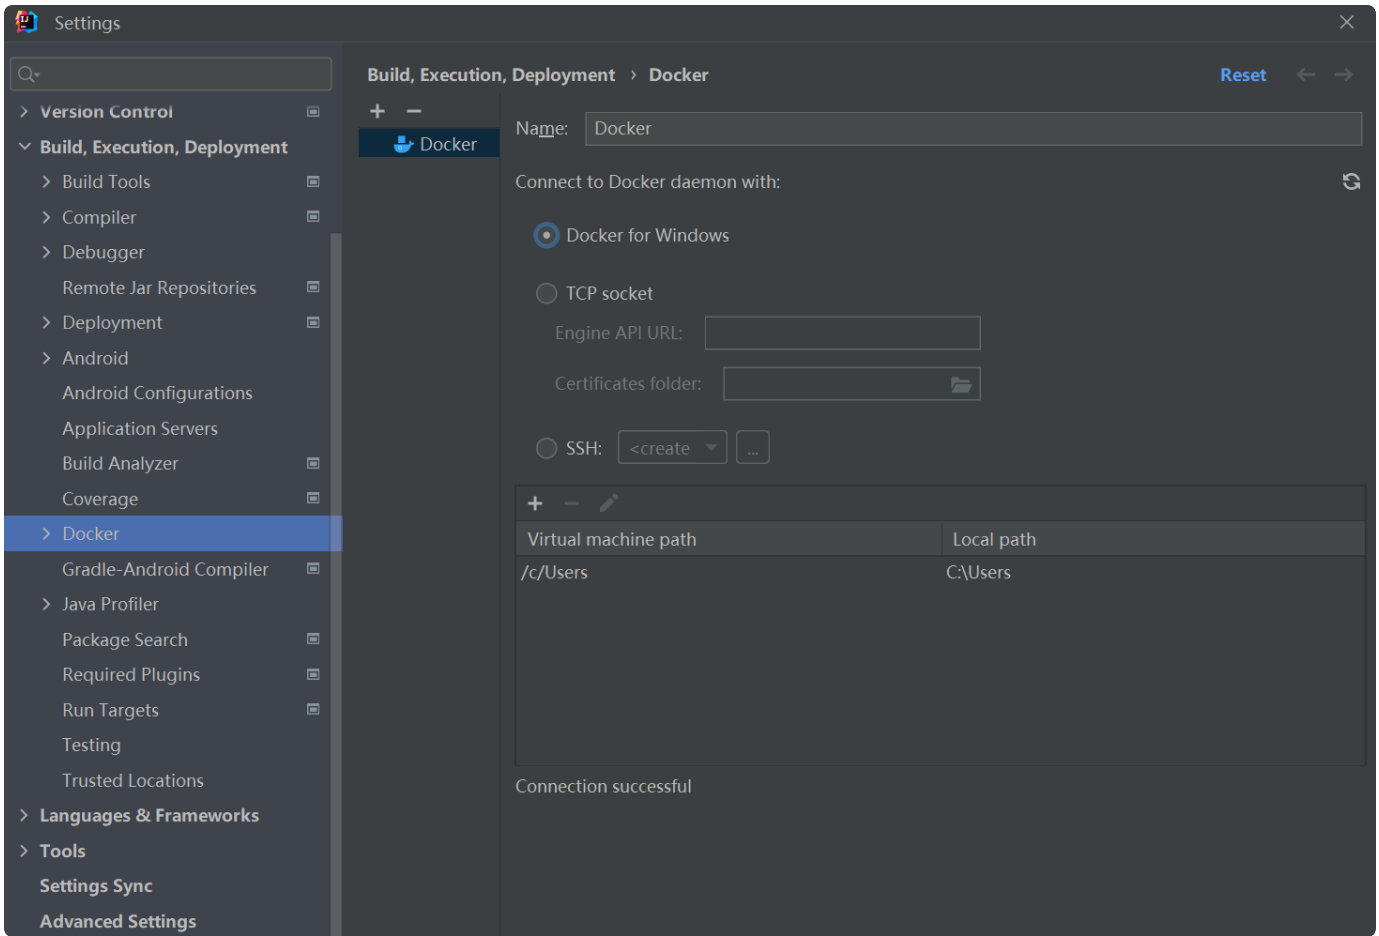 Settings
Build, Execution, Deployment › Docker
Reset
Version Control
Build, Execution, Deployment
Build Tools
Compiler
Debugger
Remote Jar Repositories
Deployment
Android
Android Configurations
Application Servers
Build Analyzer
Coverage
Docker
Gradle-Android Compiler
Java Profiler
Package Search
Required Plugins
Run Targets
Testing
Trusted Locations
Languages & Frameworks
Tools
Settings Sync
Advanced Settings
Docker
Name: Docker
Connect to Docker daemon with:
Docker for Windows
TCP socket
Engine API URL:
Certificates folder:
SSH: <create ...
Virtual machine path Local path
/c/Users C:\Users
Connection successful